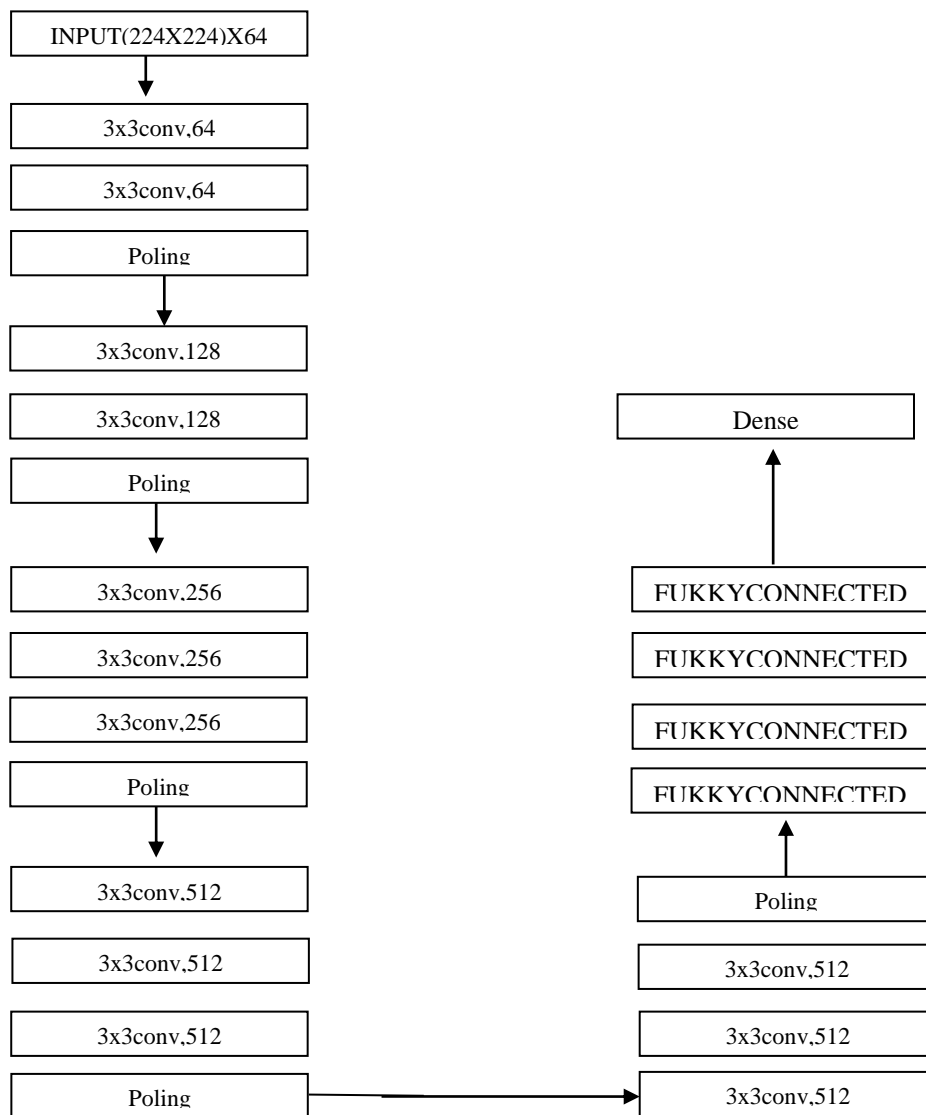 INPUT(224X224)X64
3x3conv,64
3x3conv,64
Poling
3x3conv,128
3x3conv,128
Poling
3x3conv,256
3x3conv,256
3x3conv,256
Poling
3x3conv,512
3x3conv,512
3x3conv,512
Poling
Dense
FUKKYCONNECTED
FUKKYCONNECTED
FUKKYCONNECTED
FUKKYCONNECTED
Poling
3x3conv,512
3x3conv,512
3x3conv,512